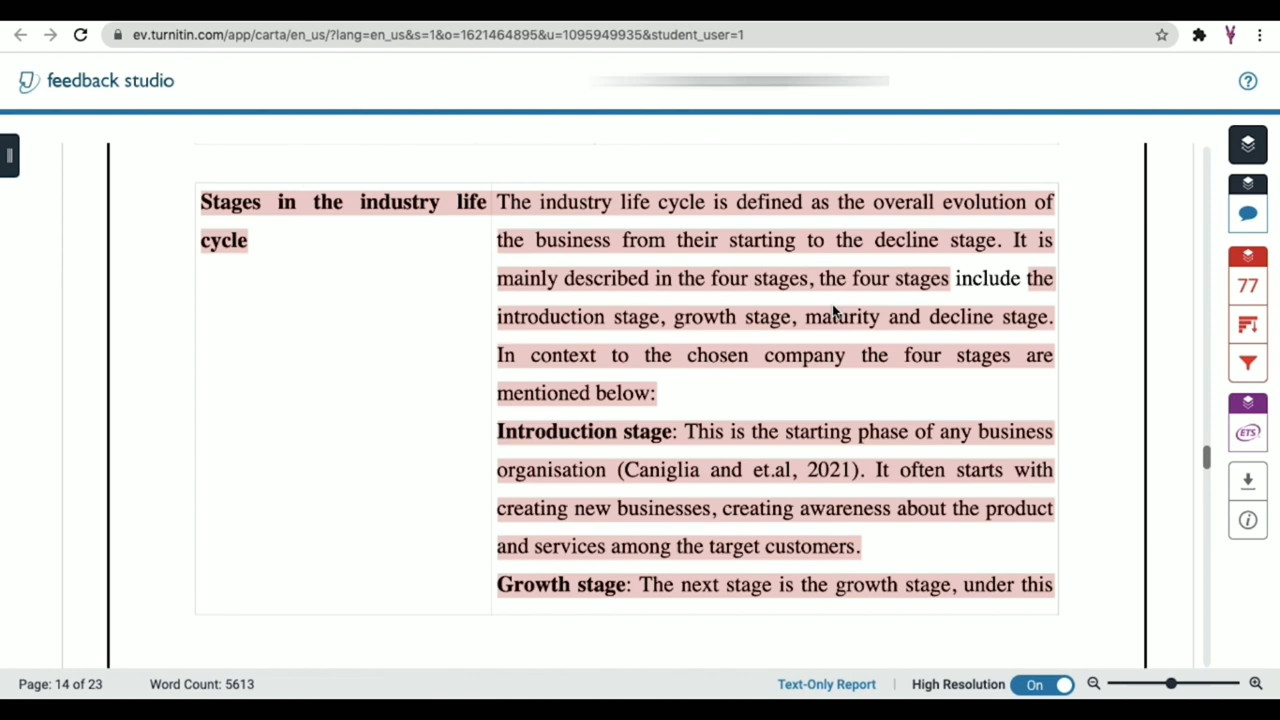 ev.turnitin.com/app/carta/en_us/?lang=en_us&s=1&o=1621464895&u=1095949935&student_user=1
feedback studio
Stages in the industry life
cycle
The industry life cycle is defined as the overall evolution of
the business from their starting to the decline stage. It is
mainly described in the four stages, the four stages include the
introduction stage, growth stage, maturity and decline stage.
In context to the chosen company the four stages are
mentioned below:
Introduction stage: This is the starting phase of any business
organisation (Caniglia and et.al, 2021). It often starts with
creating new businesses, creating awareness about the product
and services among the target customers.
Growth stage: The next stage is the growth stage, under this
77
ETS
Page: 14 of 23
Word Count: 5613
Text-Only Report
High Resolution
On